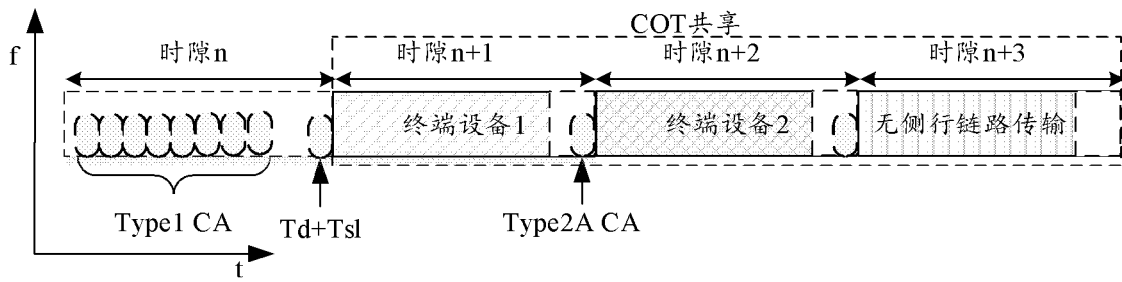 COT共享
f
时隙n
时隙n+1
时隙n+2
时隙n+3
终端设备1
终端设备2
无侧行链路传输
Type1 CA
Td+Tsl
Type2A CA
t